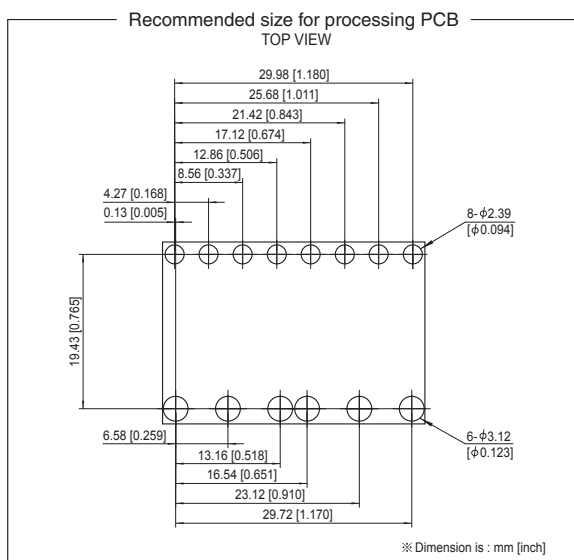 Recommended size for processing PCB
TOP VIEW
29.98 [1.180]
25.68 [1.011]
21.42 [0.843]
17.12 [0.674]
12.86 [0.506]
8.56 [0.337]
4.27 [0.168]
0.13 [0.005]
8-ϕ2.39
[ϕ0.094]
19.43 [0.765]
6.58 [0.259]
13.16 [0.518]
16.54 [0.651]
23.12 [0.910]
29.72 [1.170]
6-ϕ3.12
[ϕ0.123]
※ Dimension is : mm [inch]